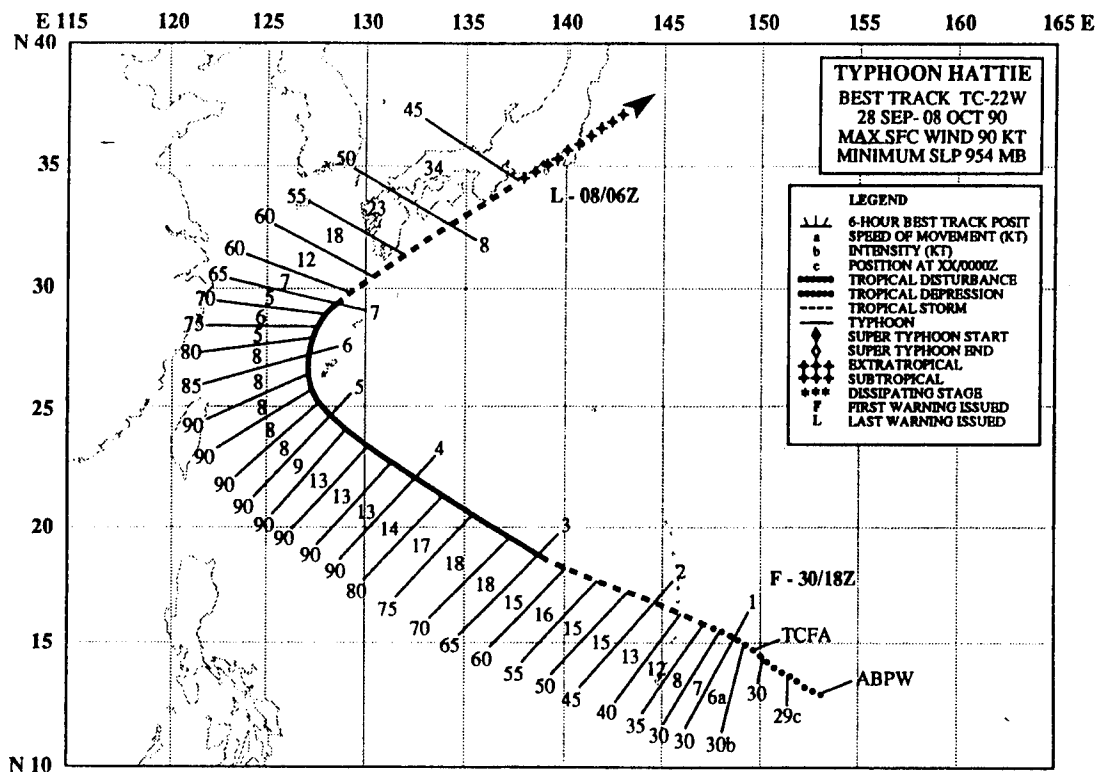 E 115 120 125 130 135 140 145 150 155 160 165 E
N 40
TYPHOON HATTIE
BEST TRACK TC-22W
28 SEP- 08 OCT 90
MAX SFC WIND 90 KT
MINIMUM SLP 954 MB
LEGEND
6-HOUR BEST TRACK POSIT
a SPEED OF MOVEMENT (KT)
b INTENSITY (KT)
c POSITION AT XX/0000Z
TROPICAL DISTURBANCE
TROPICAL DEPRESSION
TROPICAL STORM
TYPHOON
SUPER TYPHOON START
SUPER TYPHOON END
EXTRATROPICAL
SUBTROPICAL
DISSIPATING STAGE
F FIRST WARNING ISSUED
L LAST WARNING ISSUED
45
50
34
35
L - 08/06Z
55
23
60
18
8
60
12
65
7
30
70
5
7
75
6
80
5
6
85
8
8
5
90
8
25
90
8
4
90
8
90
9
90
13
90
13
90
13
90
14
3
20
80
17
75
18
70
18
2
65
15
F - 30/18Z
60
16
1
55
15
TCFA
15
50
15
45
13
40
12
ABPW
35
8
30
7
30
6a
30b
30
29c
N 10